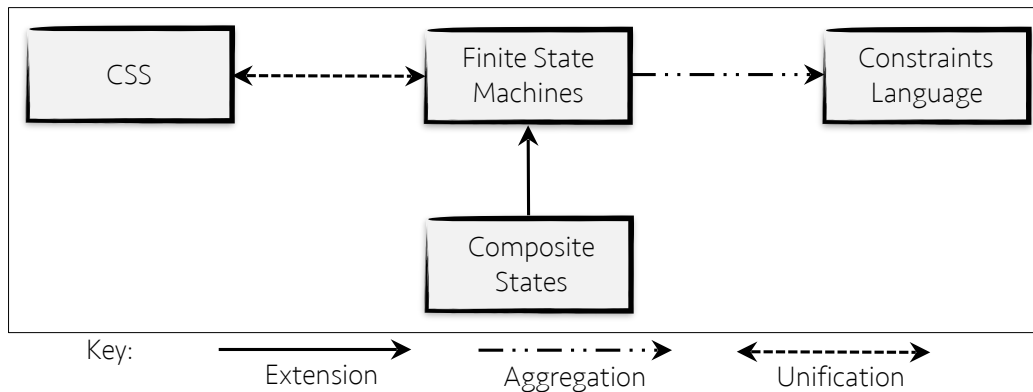 CSS
Finite State
Machines
Constraints
Language
Composite
States
Key:
Extension
Aggregation
Unification